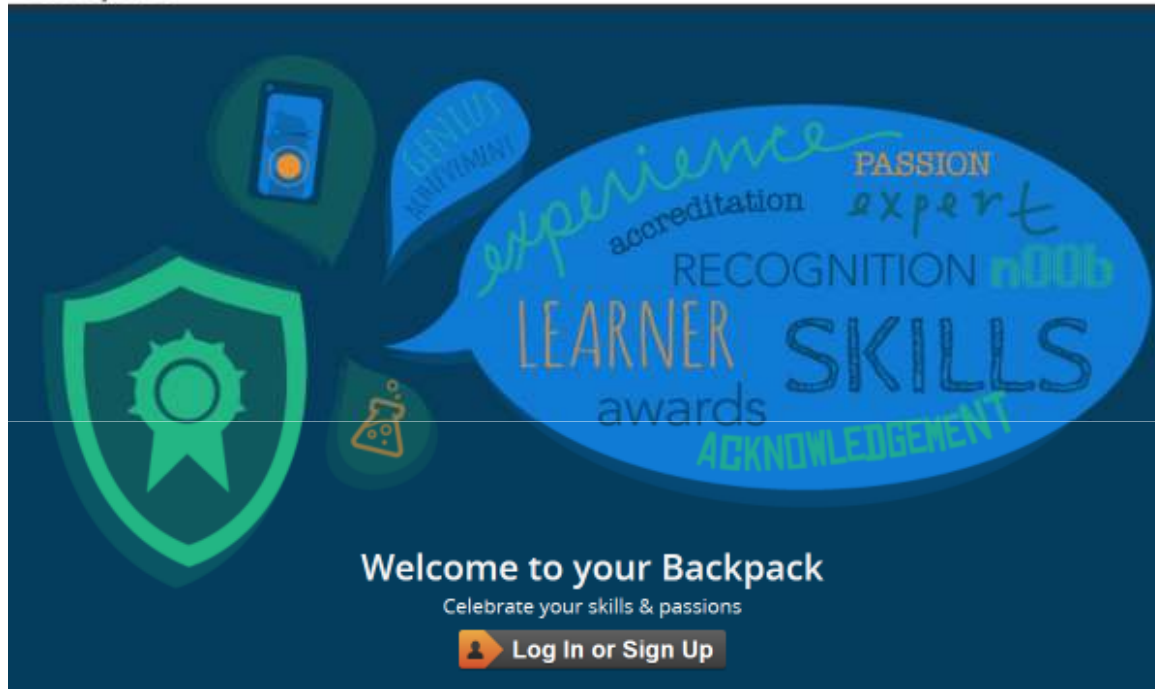 GENIUS
ACHIEVEMENT
experience
PASSION
accreditation
expert
RECOGNITION n00b
LEARNER
SKILLS
awards
ACKNOWLEDGEMENT
Welcome to your Backpack
Celebrate your skills & passions
Log In or Sign Up